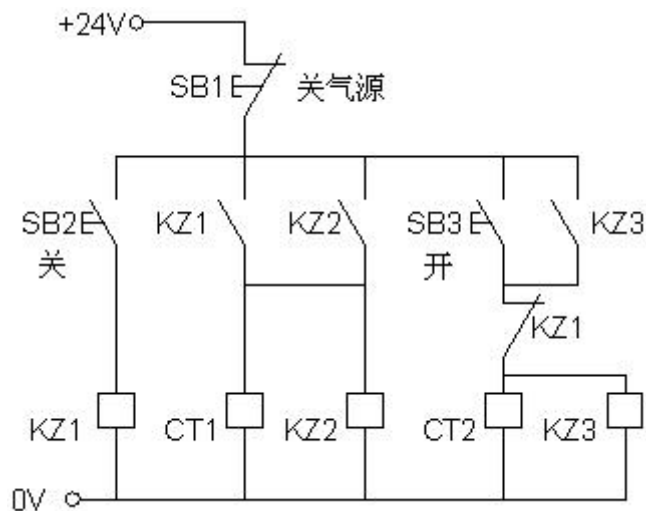 +24V
SB1 关气源
SB2 KZ1 KZ2 SB3 KZ3
关 开
KZ1
KZ1 CT1 KZ2 CT2 KZ3
0V